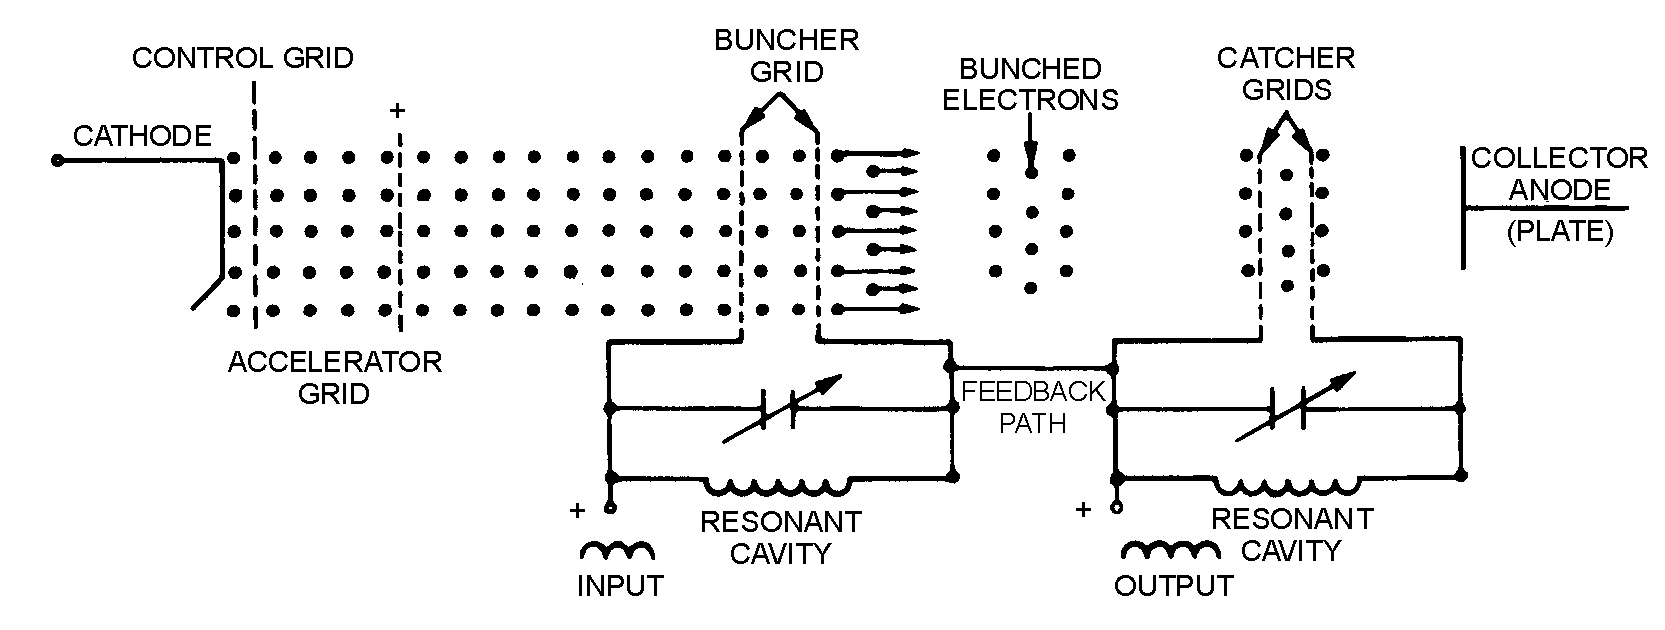 CONTROL GRID
BUNCHER
GRID
BUNCHED
ELECTRONS
CATCHER
GRIDS
+
CATHODE
COLLECTOR
ANODE
(PLATE)
ACCELERATOR
GRID
FEEDBACK
PATH
+
RESONANT
CAVITY
INPUT
+
RESONANT
CAVITY
OUTPUT